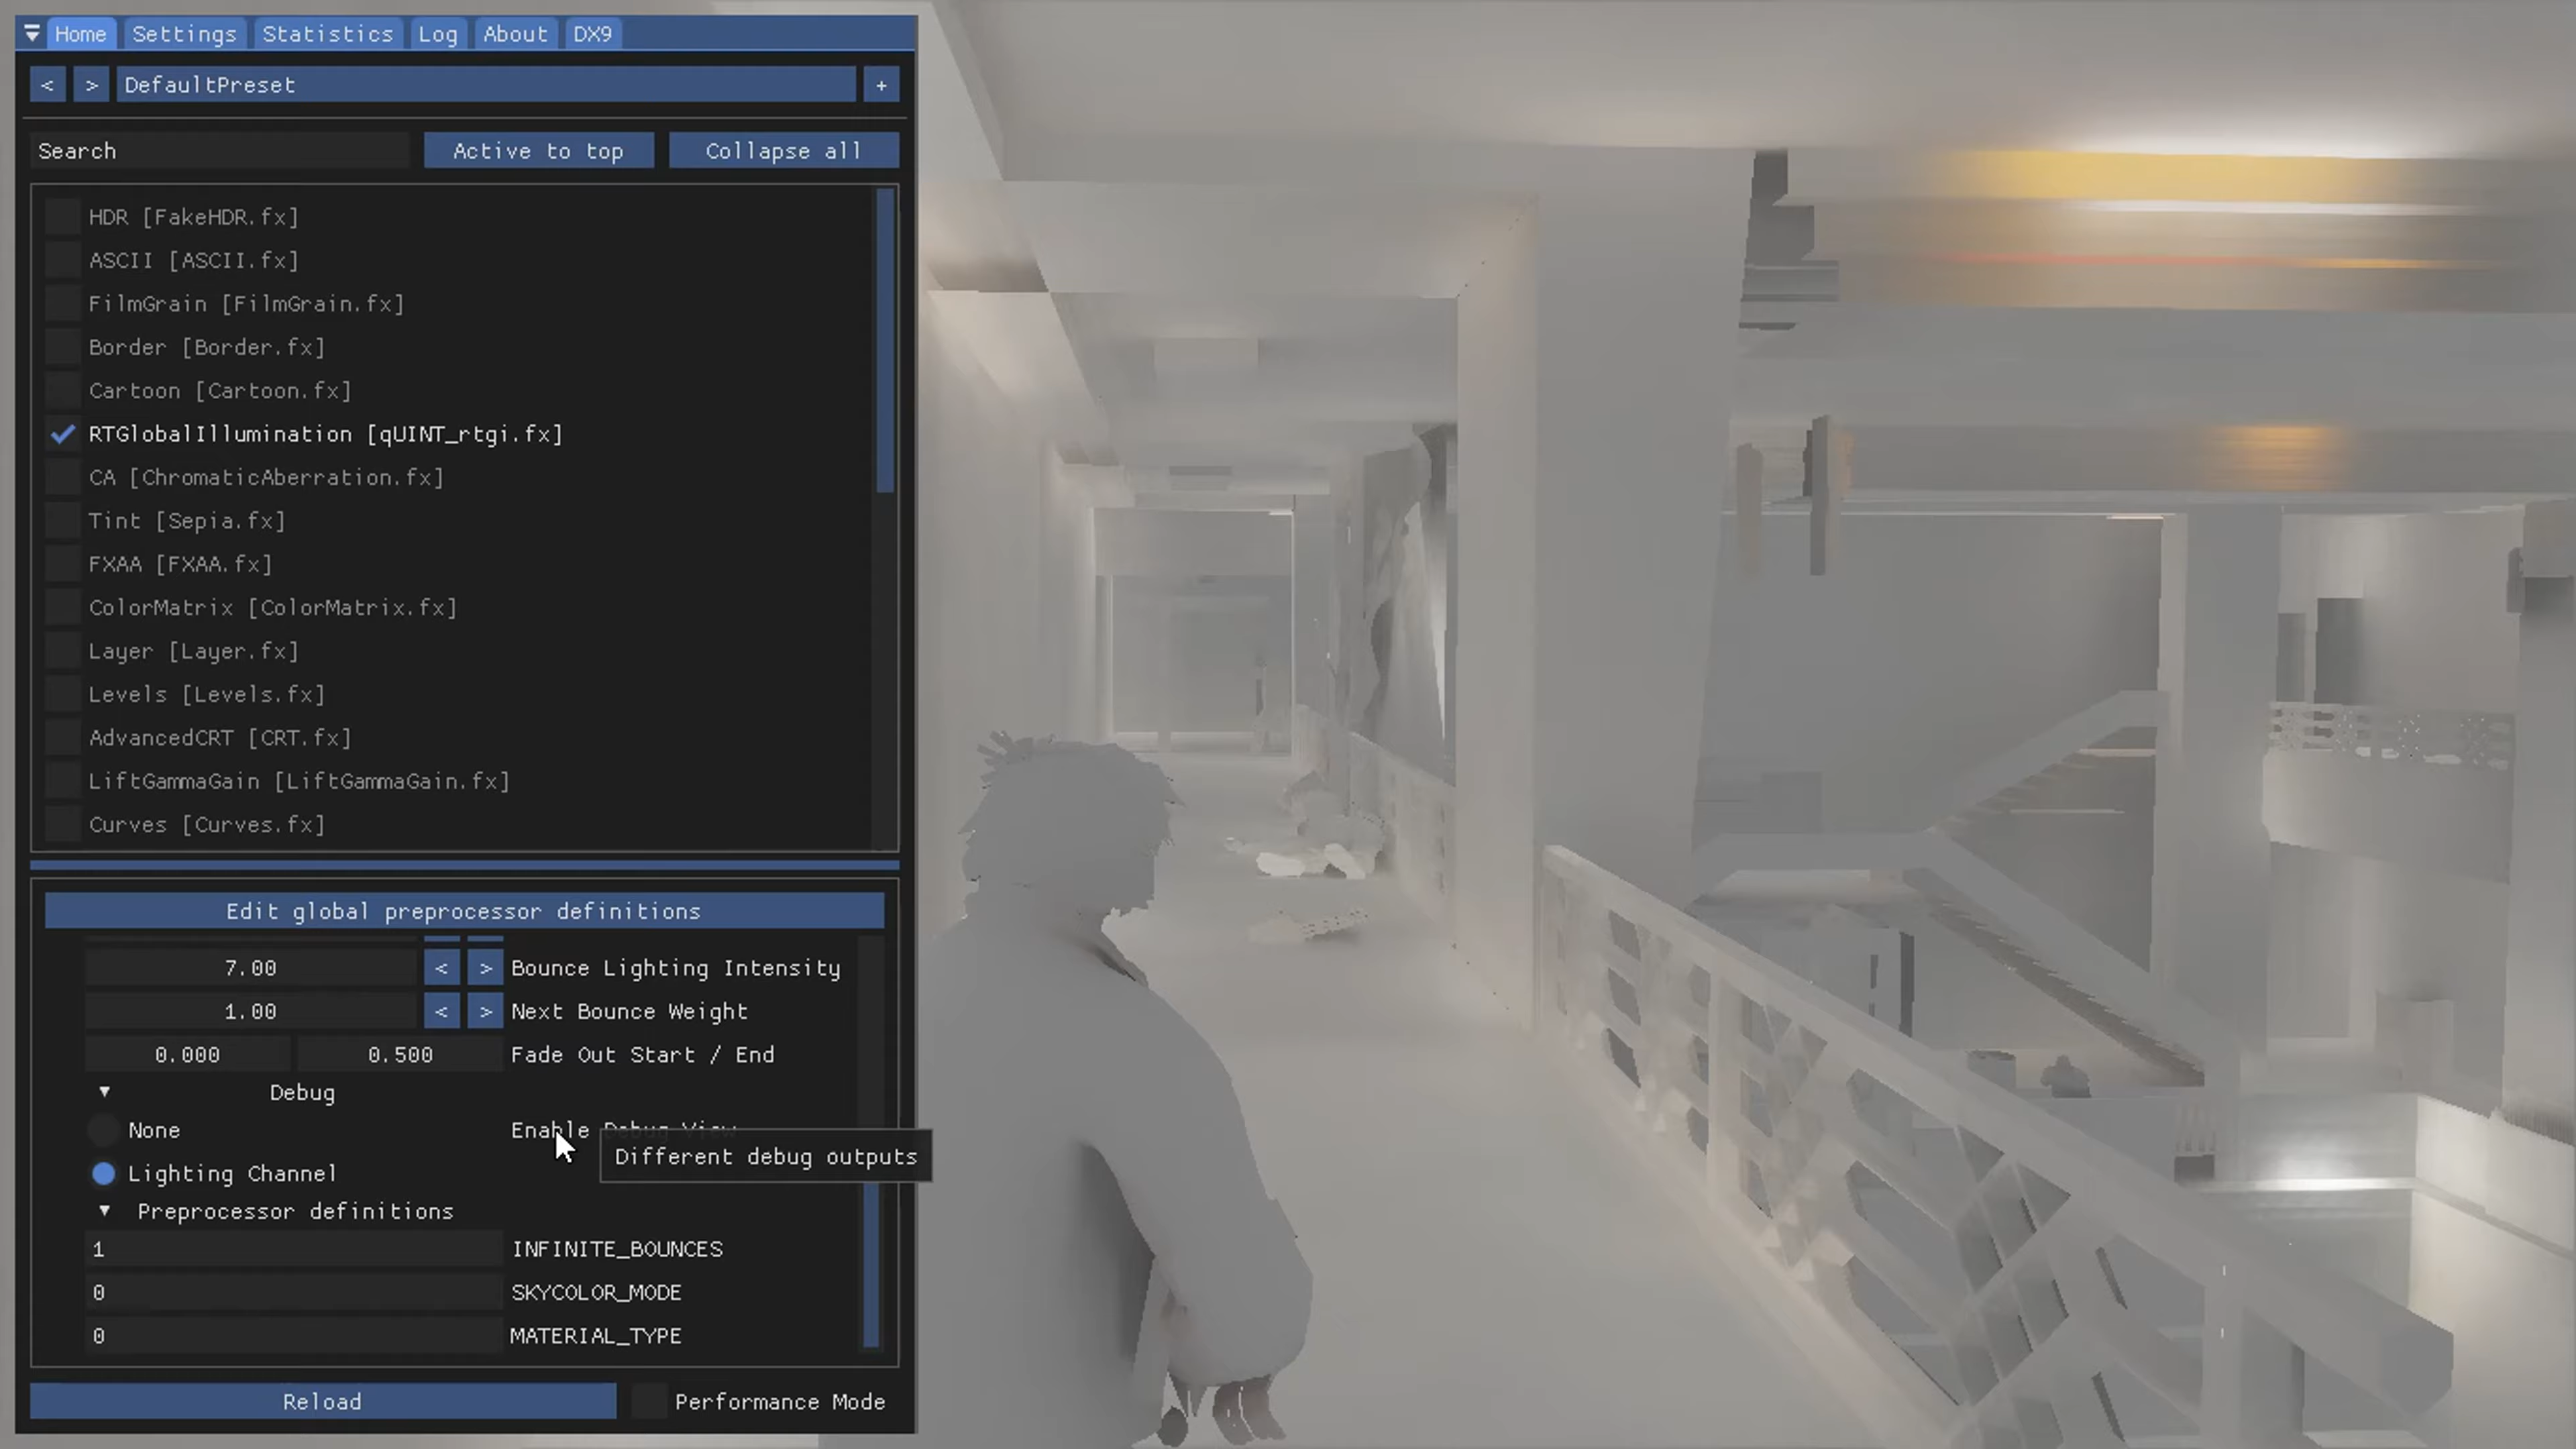 Home Settings Statistics Log About DX9
< > DefaultPreset +
Search Active to top Collapse all
HDR [FakeHDR.fx]
ASCII [ASCII.fx]
FilmGrain [FilmGrain.fx]
Border [Border.fx]
Cartoon [Cartoon.fx]
RTGlobalIllumination [qUINT_rtgi.fx]
CA [ChromaticAberration.fx]
Tint [Sepia.fx]
FXAA [FXAA.fx]
ColorMatrix [ColorMatrix.fx]
Layer [Layer.fx]
Levels [Levels.fx]
AdvancedCRT [CRT.fx]
LiftGammaGain [LiftGammaGain.fx]
Curves [Curves.fx]
Edit global preprocessor definitions
7.00 < > Bounce Lighting Intensity
1.00 < > Next Bounce Weight
0.000 0.500 Fade Out Start / End
Debug
None Enable Debug View
Different debug outputs
Lighting Channel
Preprocessor definitions
1 INFINITE_BOUNCES
0 SKYCOLOR_MODE
0 MATERIAL_TYPE
Reload Performance Mode